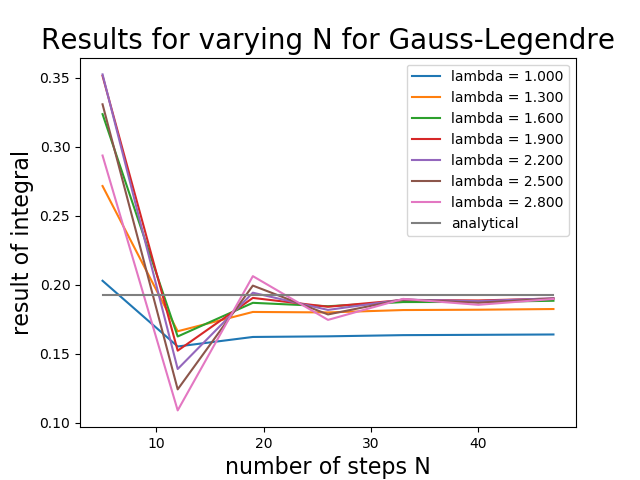 Results for varying N for Gauss-Legendre
result of integral
0.35
0.30
0.25
0.20
0.15
0.10
lambda = 1.000
lambda = 1.300
lambda = 1.600
lambda = 1.900
lambda = 2.200
lambda = 2.500
lambda = 2.800
analytical
10 20 30 40
number of steps N